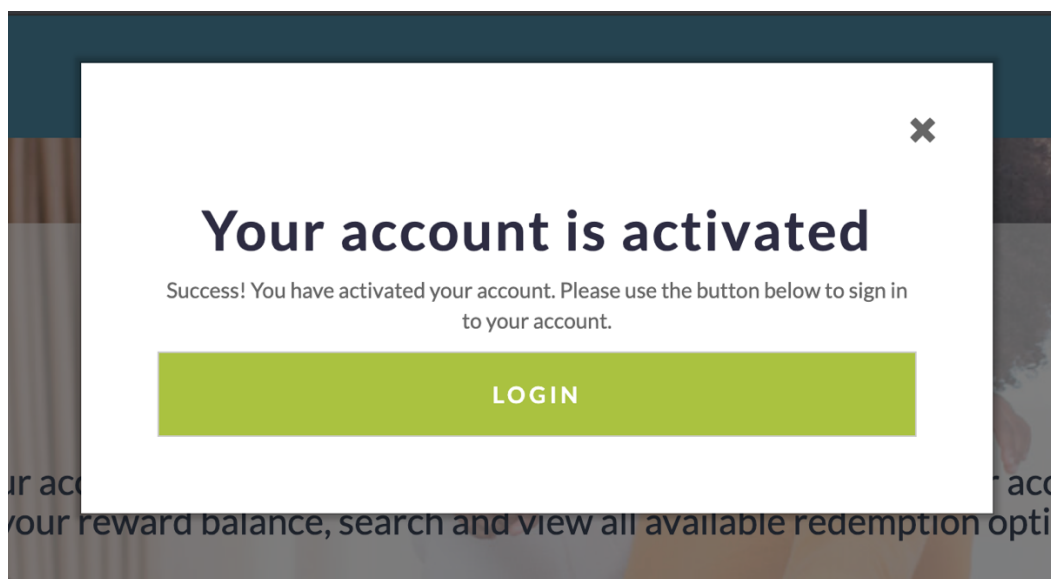 Your account is activated
Success! You have activated your account. Please use the button below to sign in
to your account.
LOGIN
your reward balance, search and view all available redemption